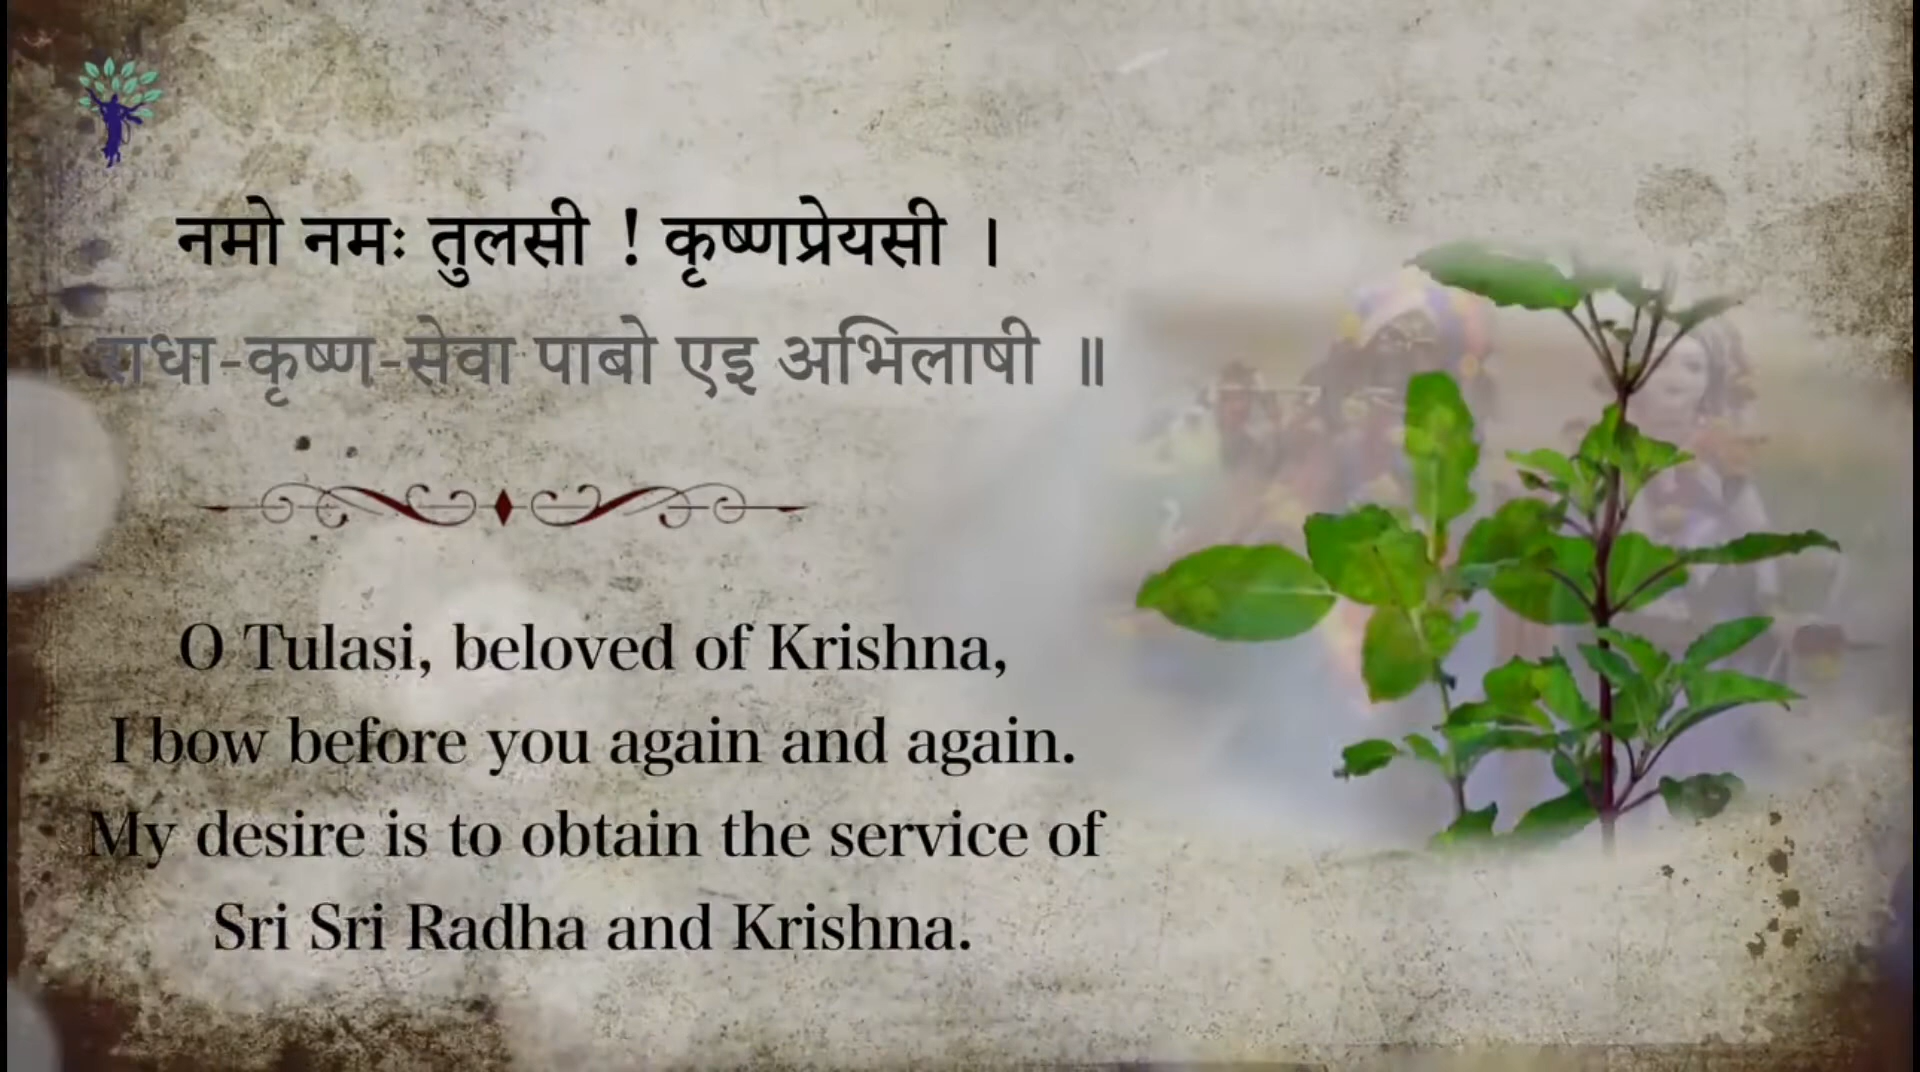 नमो नमः तुलसी ! कृष्णप्रेयसी ।
राधा-कृष्ण-सेवा पाबो एइ अभिलाषी ॥
O Tulasi, beloved of Krishna,
I bow before you again and again.
My desire is to obtain the service of
Sri Sri Radha and Krishna.